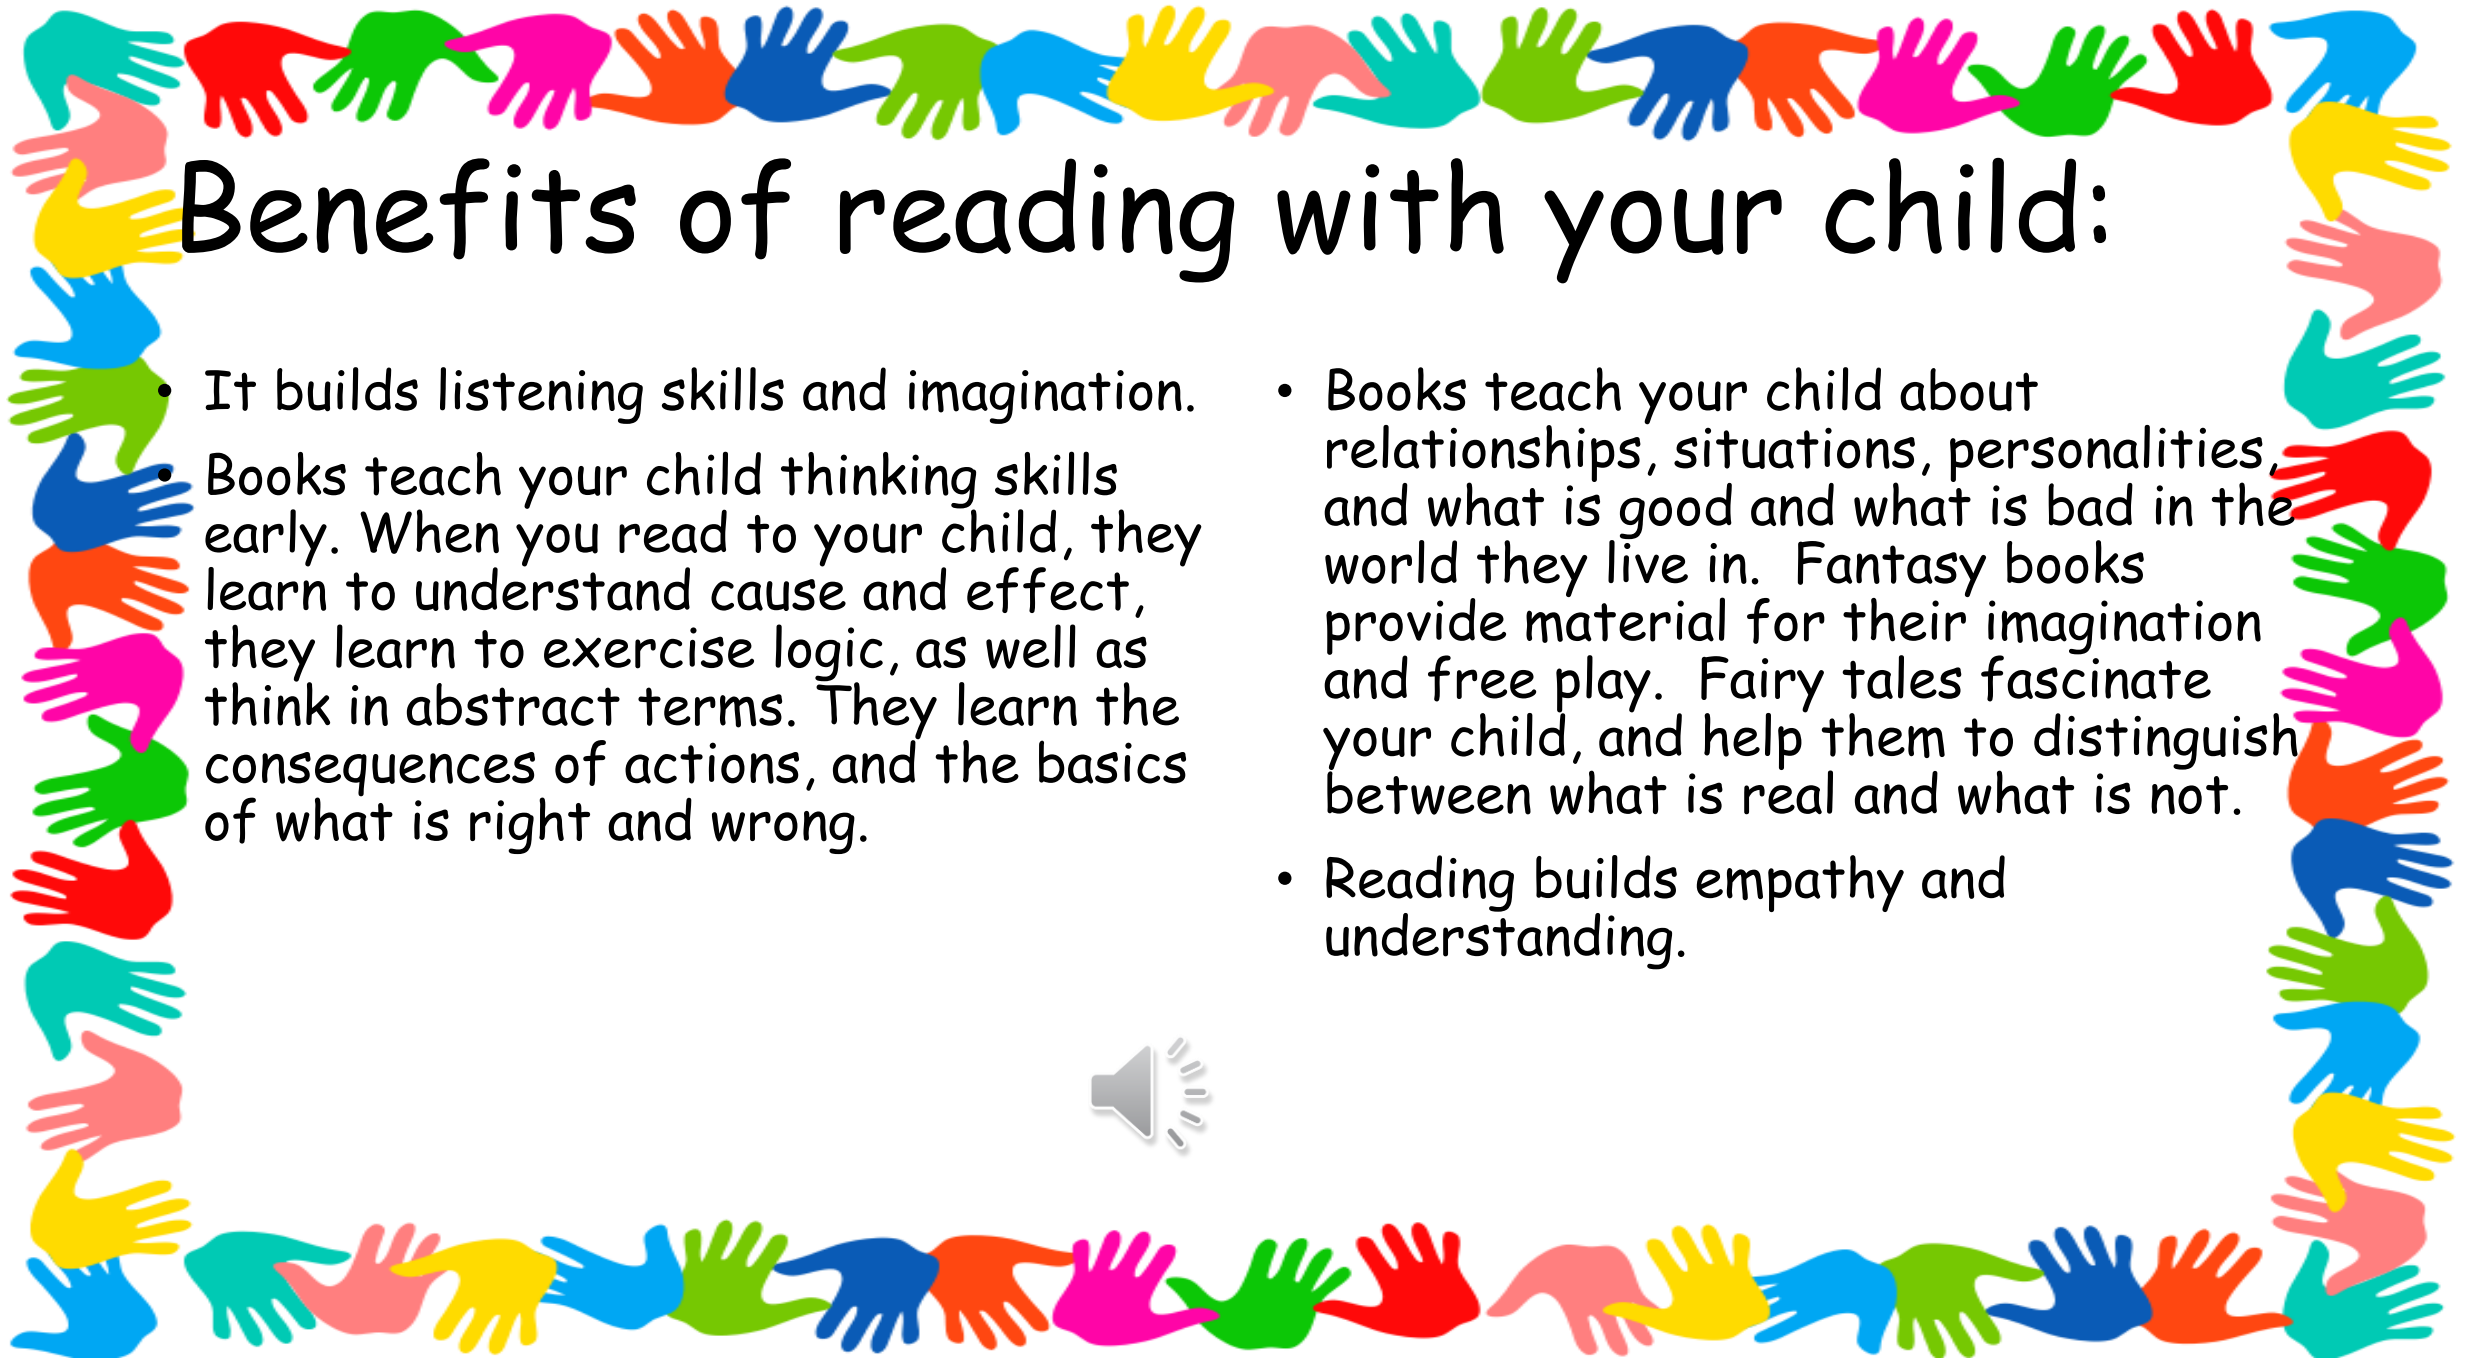 Benefits of reading with your child:
• It builds listening skills and imagination.
• Books teach your child thinking skills
early. When you read to your child, they
learn to understand cause and effect,
they learn to exercise logic, as well as
think in abstract terms. They learn the
consequences of actions, and the basics
of what is right and wrong.
• Books teach your child about
relationships, situations, personalities,
and what is good and what is bad in the
world they live in.  Fantasy books
provide material for their imagination
and free play.  Fairy tales fascinate
your child, and help them to distinguish
between what is real and what is not.
• Reading builds empathy and
understanding.